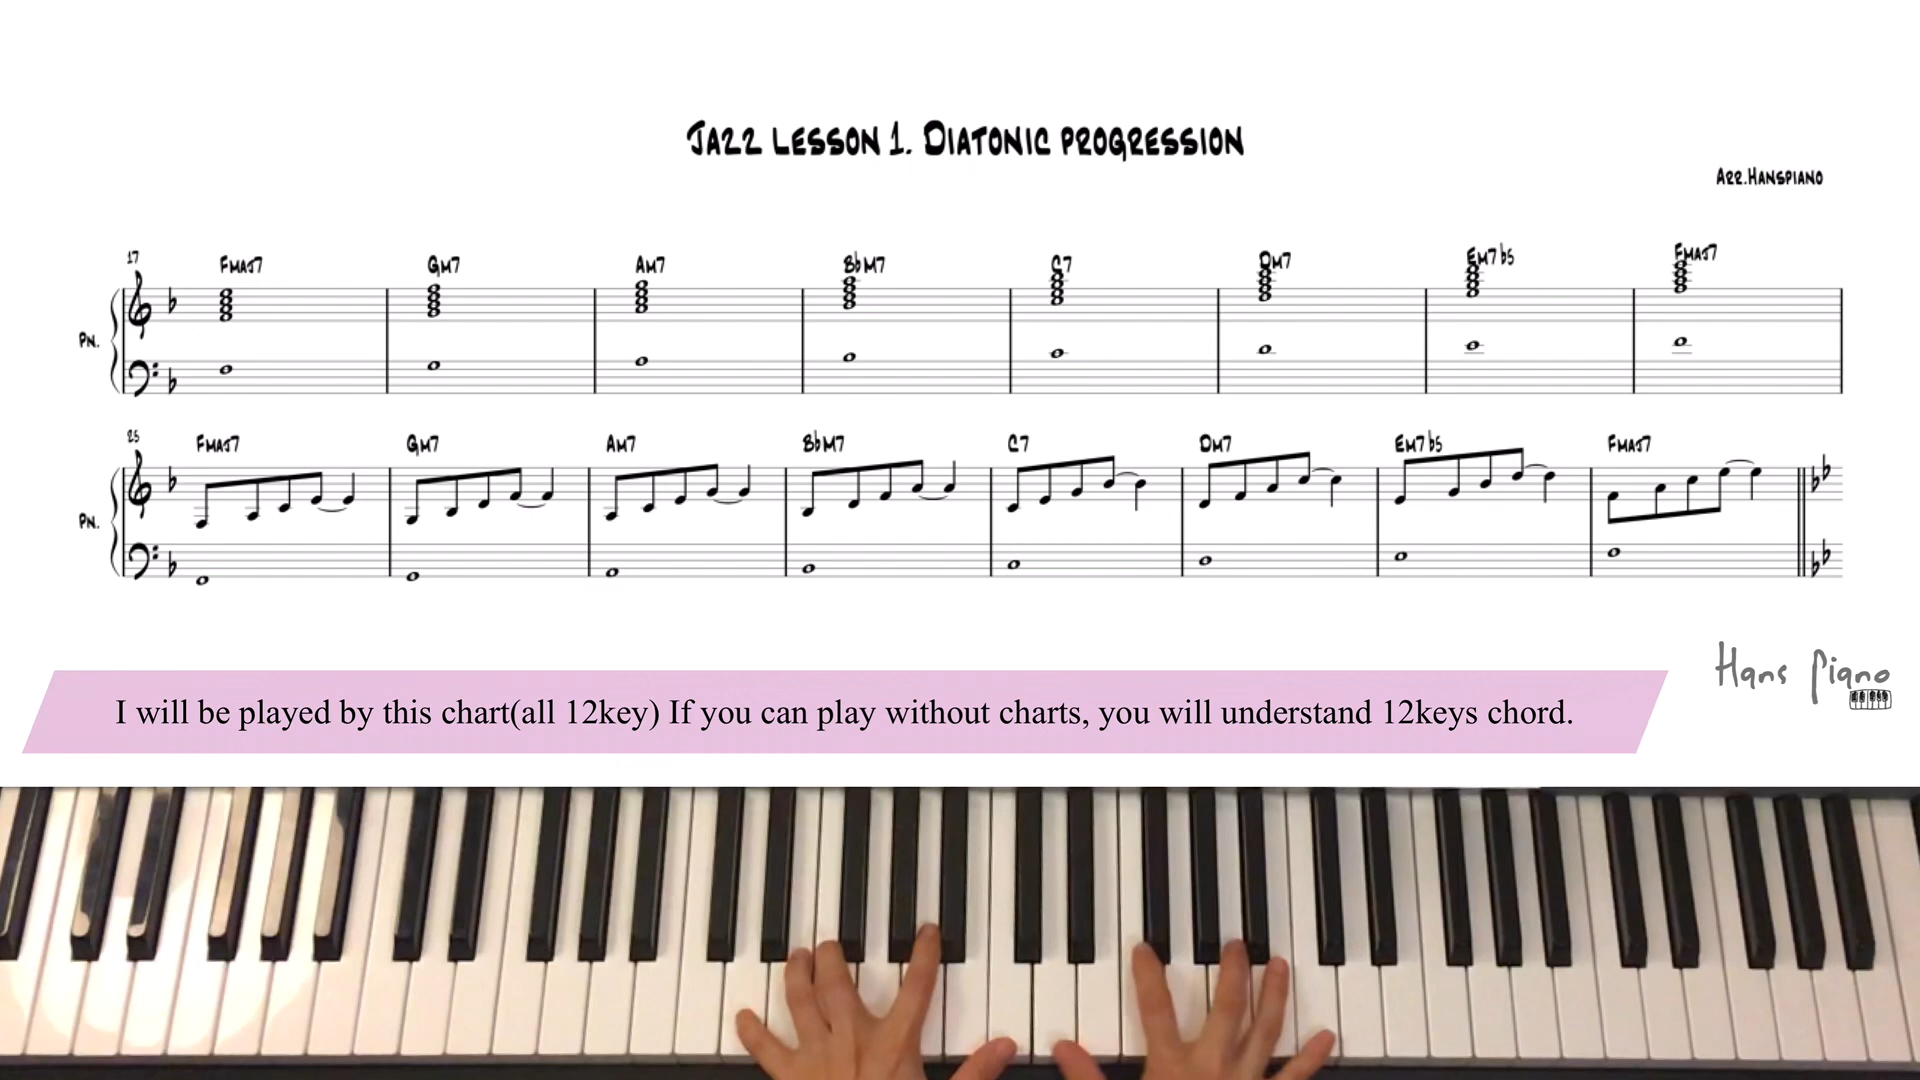 Jazz lesson 1. Diatonic progression
Arr.Hanspiano
17
Fmaj7 Gm7 Am7 BbM7 C7 Dm7 Em7b5 Fmaj7
Pn.
25
Fmaj7 Gm7 Am7 BbM7 C7 Dm7 Em7b5 Fmaj7
Pn.
Hans Piano
I will be played by this chart(all 12key) If you can play without charts, you will understand 12keys chord.